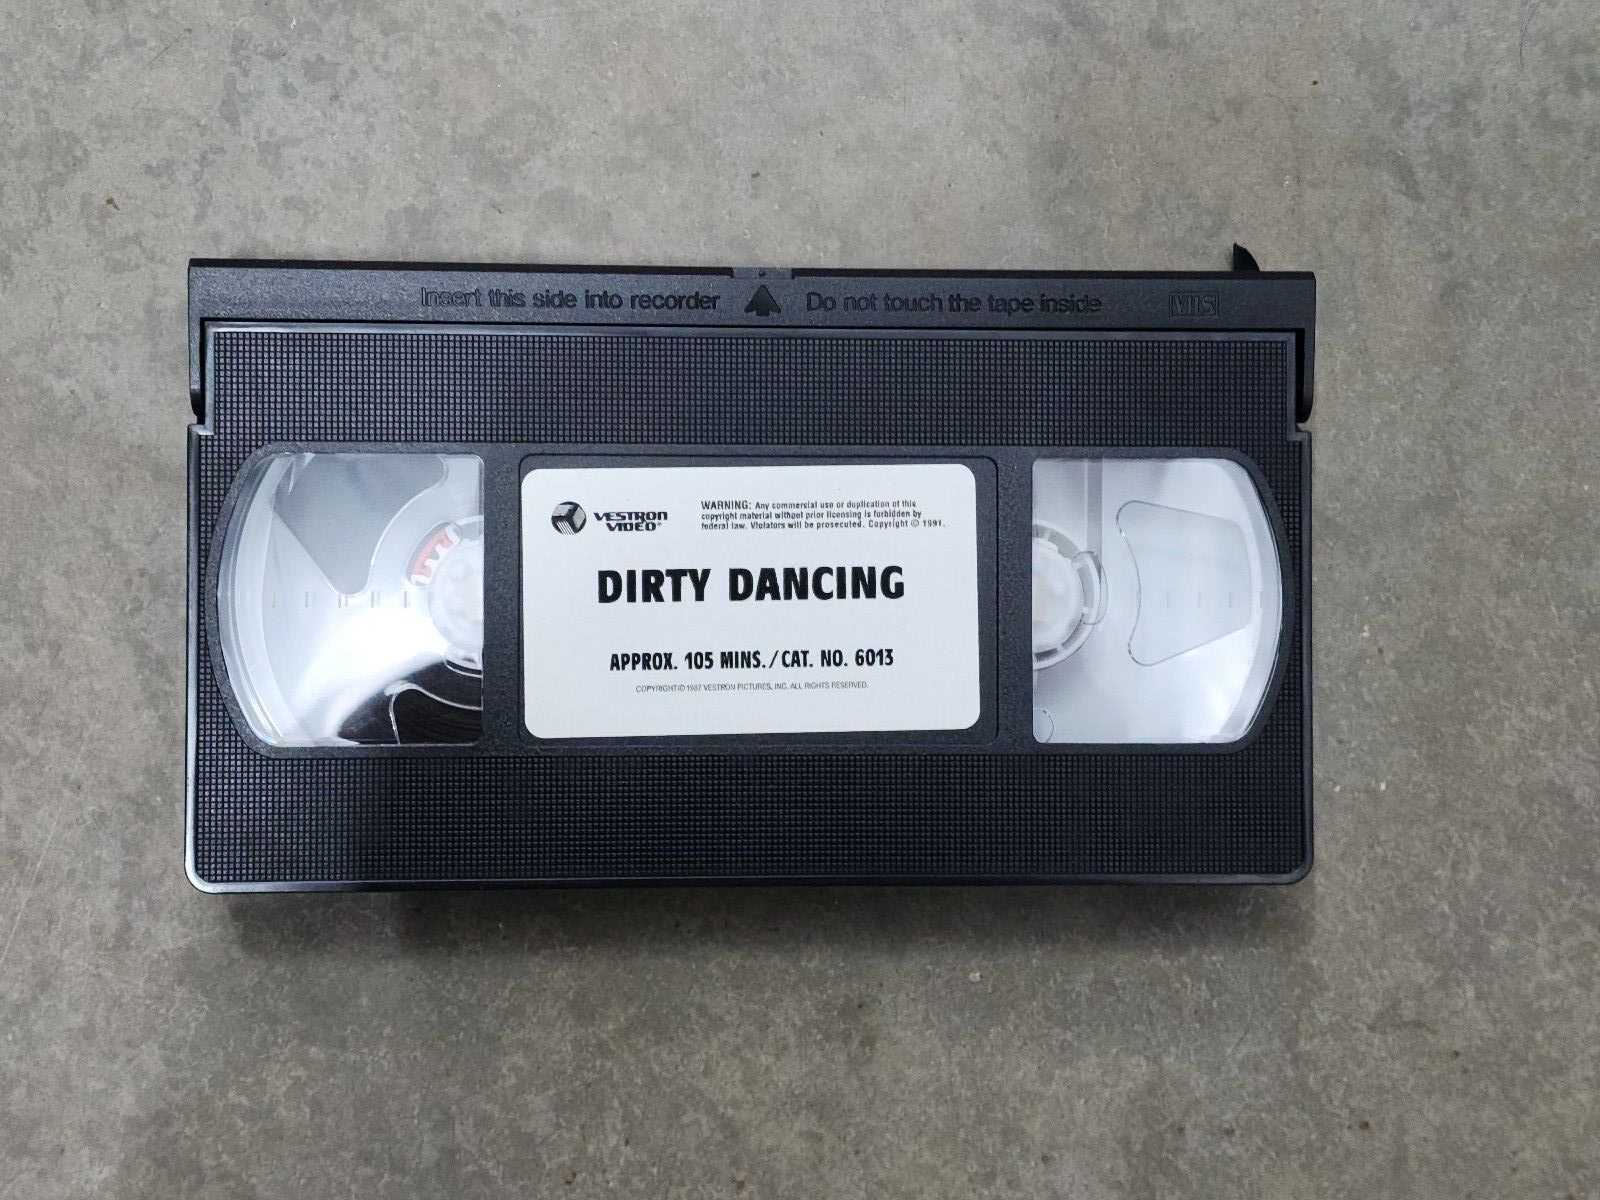 Insert this side into recorder Do not touch the tape inside VHS
VESTRON
VIDEO®
WARNING: Any commercial use or duplication of this
copyright material without prior licensing is forbidden by
federal law. Violators will be prosecuted. Copyright © 1991.
DIRTY DANCING
APPROX. 105 MINS./CAT. NO. 6013
COPYRIGHT © 1987 VESTRON PICTURES, INC. ALL RIGHTS RESERVED.